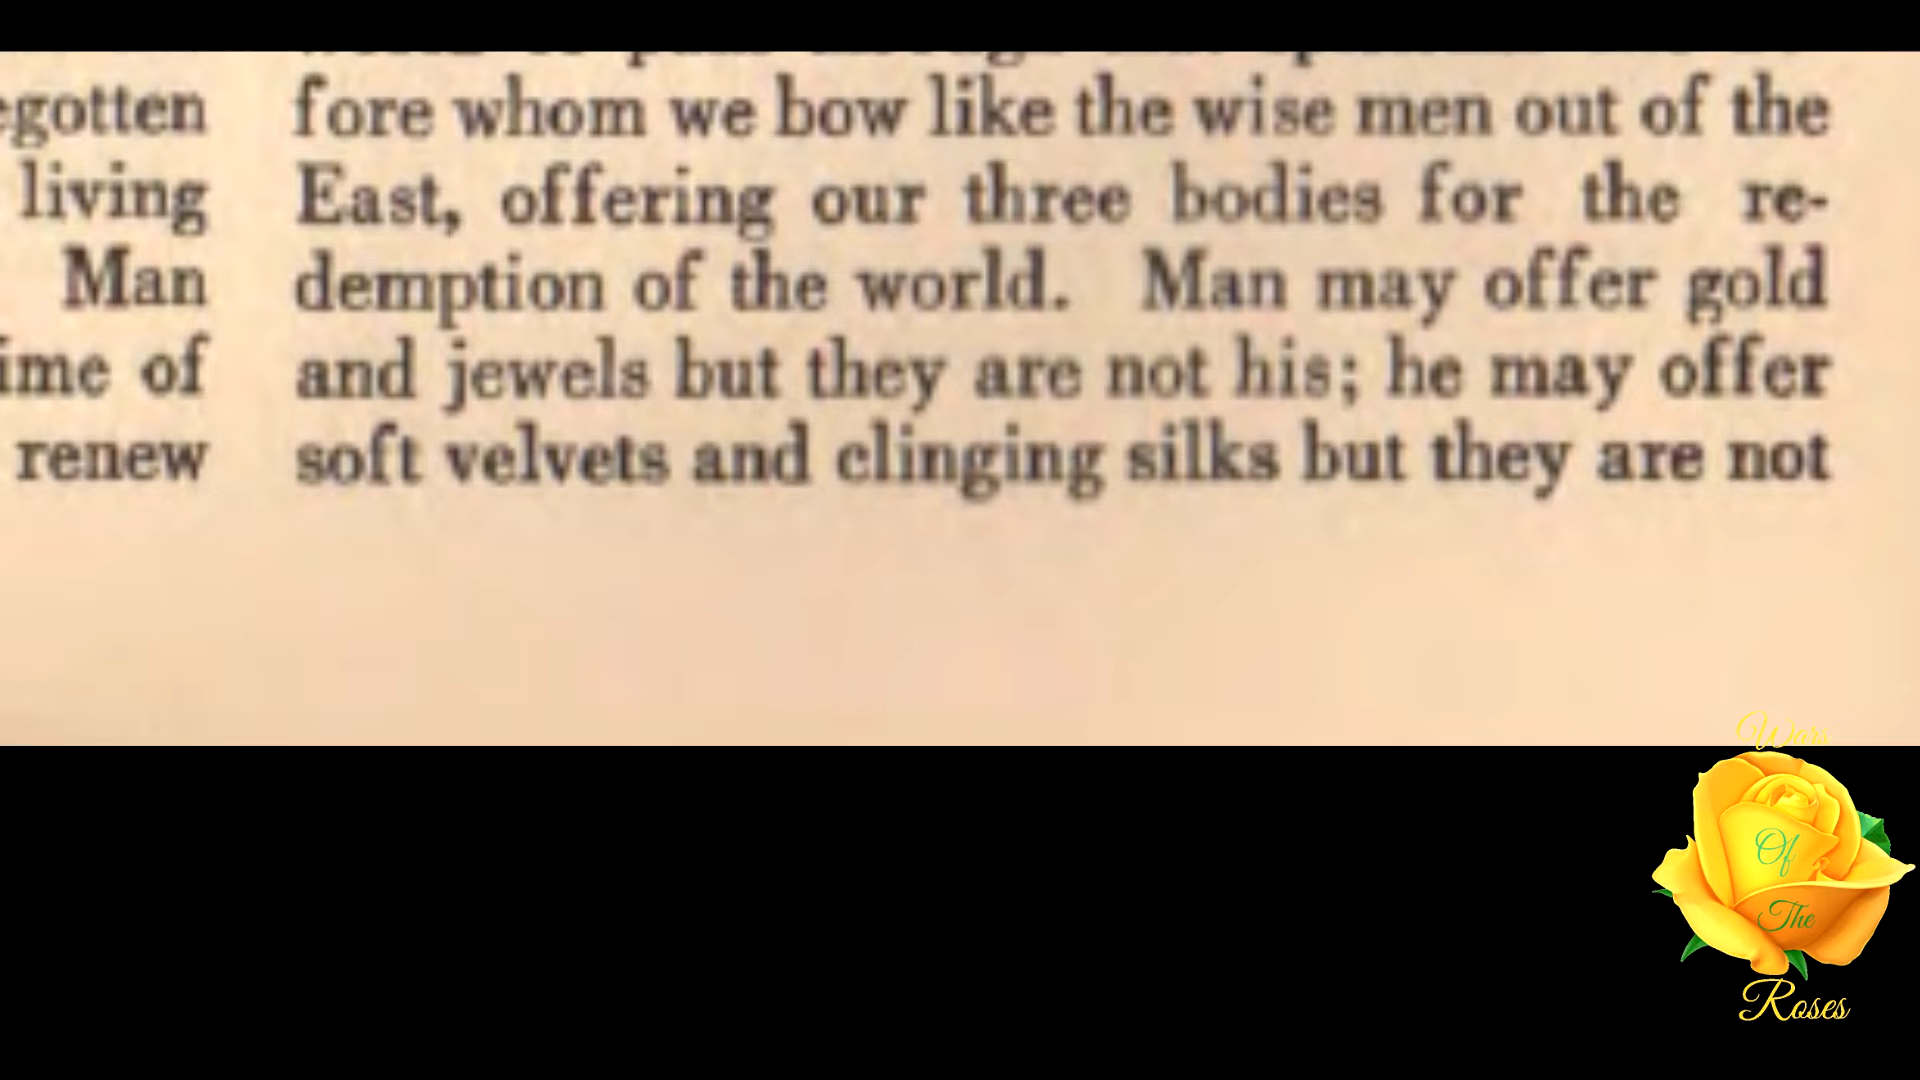 egotten
living
Man
ime of
renew
fore whom we bow like the wise men out of the
East, offering our three bodies for the re-
demption of the world. Man may offer gold
and jewels but they are not his; he may offer
soft velvets and clinging silks but they are not
Wars
Of
The
Roses